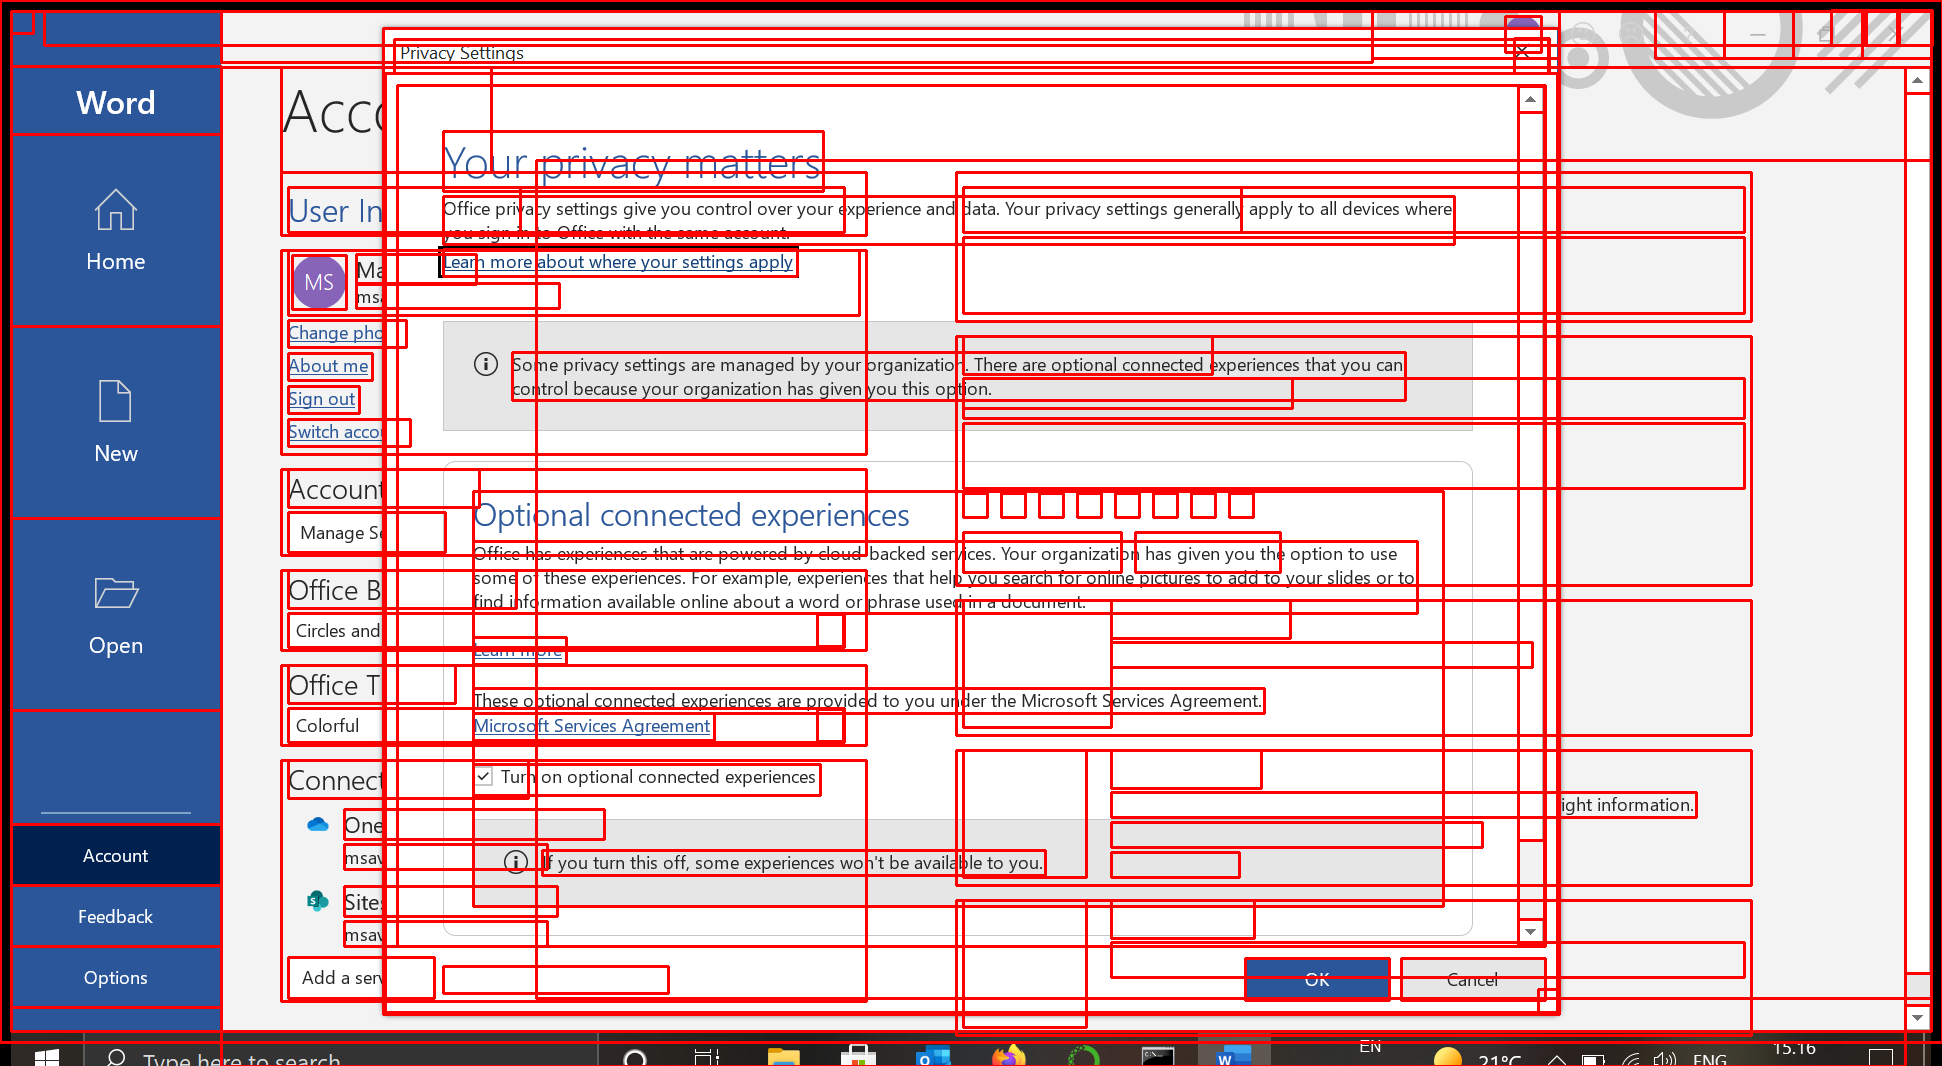 Privacy Settings
Word
Home
New
Open
Account
Feedback
Options
Acco
User In
MS
Ma
msa
Change pho
About me
Sign out
Switch accou
Account
Manage Se
Office B
Circles and
Office T
Colorful
Connect
One
msav
Sites
msav
Add a serv
Your privacy matters
Office privacy settings give you control over your experience and data. Your privacy settings generally apply to all devices where
you sign in to Office with the same account.
Learn more about where your settings apply
Some privacy settings are managed by your organization. There are optional connected experiences that you can
control because your organization has given you this option.
Optional connected experiences
Office has experiences that are powered by cloud-backed services. Your organization has given you the option to use
some of these experiences. For example, experiences that help you search for online pictures to add to your slides or to
find information available online about a word or phrase used in a document.
Learn more
These optional connected experiences are provided to you under the Microsoft Services Agreement.
Microsoft Services Agreement
Turn on optional connected experiences
If you turn this off, some experiences won't be available to you.
ight information.
OK
Cancel
Type here to search
EN
21°C
ENG
15.16